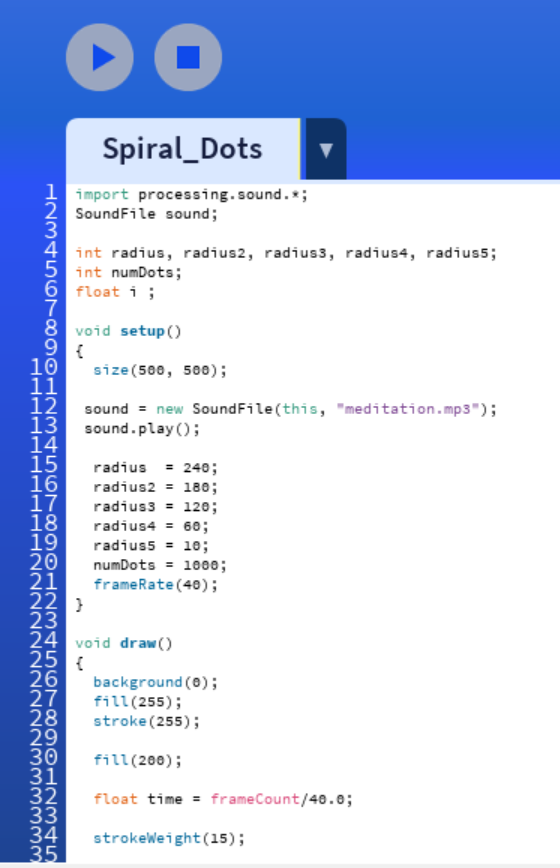 Spiral_Dots ▼
1 import processing.sound.*;
2 SoundFile sound;
3
4 int radius, radius2, radius3, radius4, radius5;
5 int numDots;
6 float i ;
7
8 void setup()
9 {
10   size(500, 500);
11
12  sound = new SoundFile(this, "meditation.mp3");
13  sound.play();
14
15   radius  = 240;
16   radius2 = 180;
17   radius3 = 120;
18   radius4 = 60;
19   radius5 = 10;
20   numDots = 1000;
21   frameRate(40);
22 }
23
24 void draw()
25 {
26   background(0);
27   fill(255);
28   stroke(255);
29
30   fill(200);
31
32   float time = frameCount/40.0;
33
34   strokeWeight(15);
35